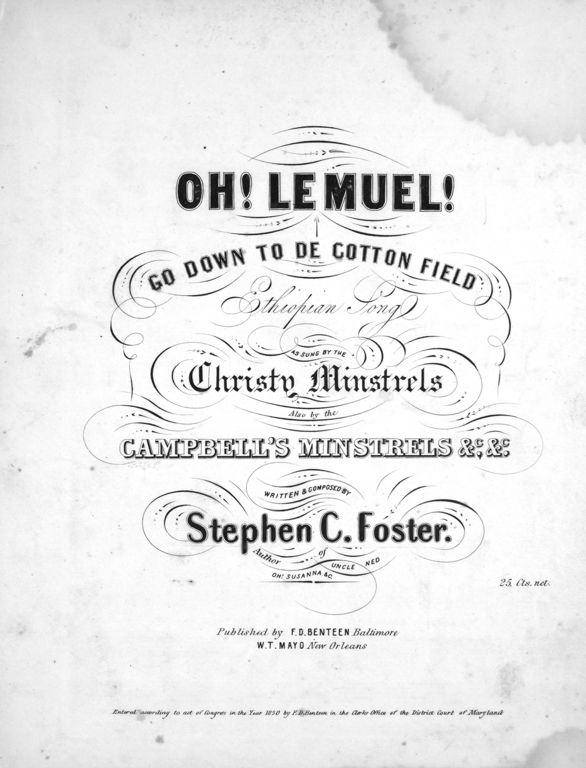 OH! LEMUEL!
GO DOWN TO DE COTTON FIELD
Ethiopian Song
AS SUNG BY THE
Christy Minstrels
Also by the
CAMPBELL'S MINSTRELS &c. &c.
WRITTEN & COMPOSED BY
Stephen C. Foster.
Author of UNCLE NED
OH! SUSANNA &c.
25 Cts. net.
Published by F.D. BENTEEN Baltimore
W.T. MAYO New Orleans
Entered according to act of Congress in the Year 1850 by F.D. Benteen in the Clerks Office of the District Court of Maryland